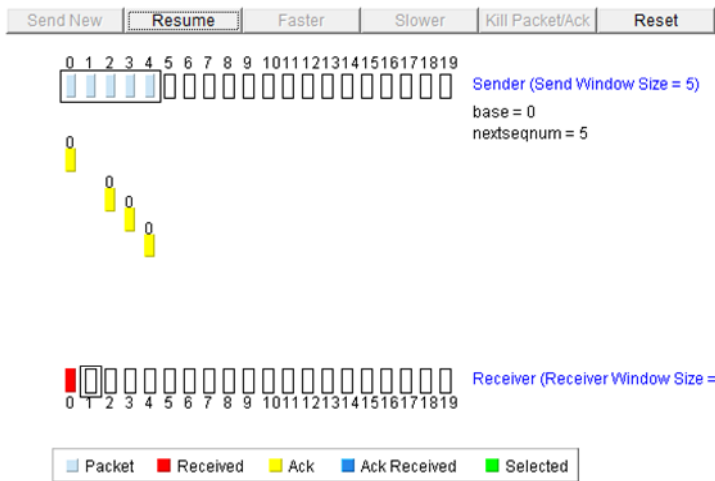 Send New Resume Faster Slower Kill Packet/Ack Reset
0 1 2 3 4 5 6 7 8 9 10 11 12 13 14 15 16 17 18 19
Sender (Send Window Size = 5)
base = 0
nextseqnum = 5
0
0
0
0
Receiver (Receiver Window Size =
0 1 2 3 4 5 6 7 8 9 10 11 12 13 14 15 16 17 18 19
Packet Received Ack Ack Received Selected